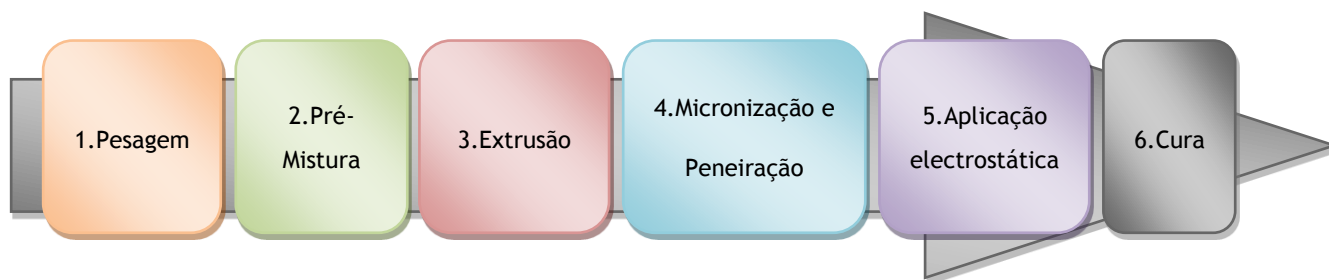 1.Pesagem
2.Pré-
Mistura
3.Extrusão
4.Micronização e
Peneiração
5.Aplicação
electrostática
6.Cura